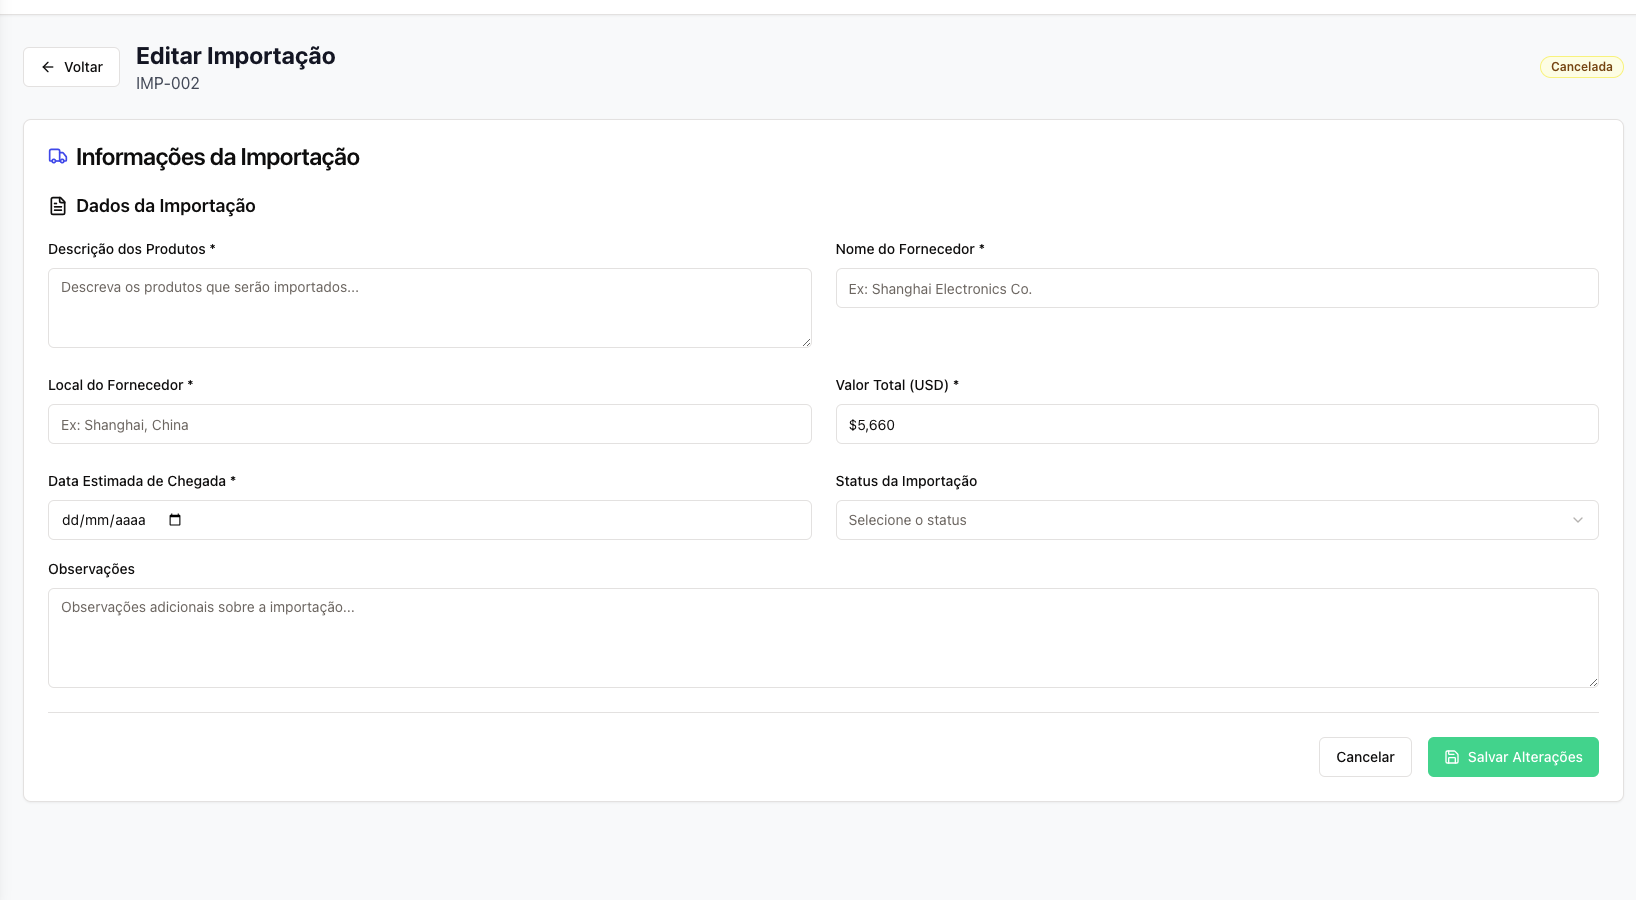 Voltar
Editar Importação
IMP-002
Cancelada
Informações da Importação
Dados da Importação
Descrição dos Produtos *
Nome do Fornecedor *
Descreva os produtos que serão importados...
Ex: Shanghai Electronics Co.
Local do Fornecedor *
Valor Total (USD) *
Ex: Shanghai, China
$5,660
Data Estimada de Chegada *
Status da Importação
dd/mm/aaaa
Selecione o status
Observações
Observações adicionais sobre a importação...
Cancelar
Salvar Alterações